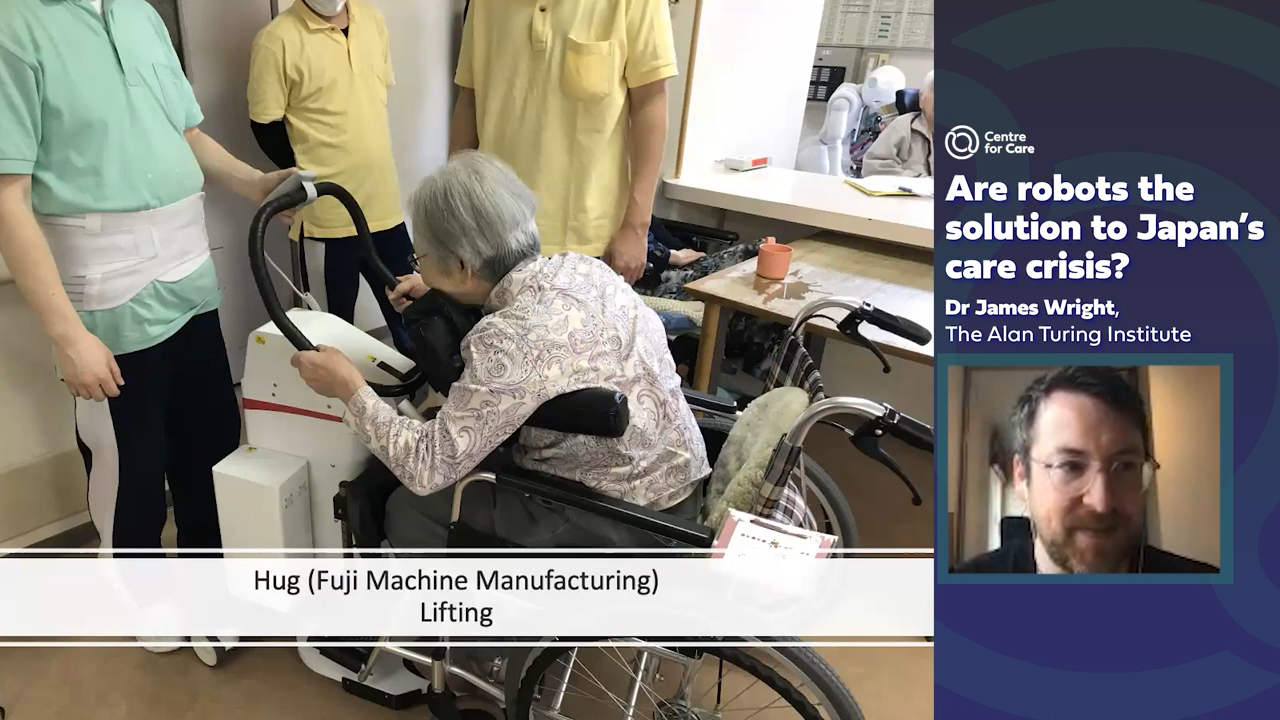 Hug (Fuji Machine Manufacturing)
Lifting
Centre
for Care
Are robots the
solution to Japan's
care crisis?
Dr James Wright,
The Alan Turing Institute